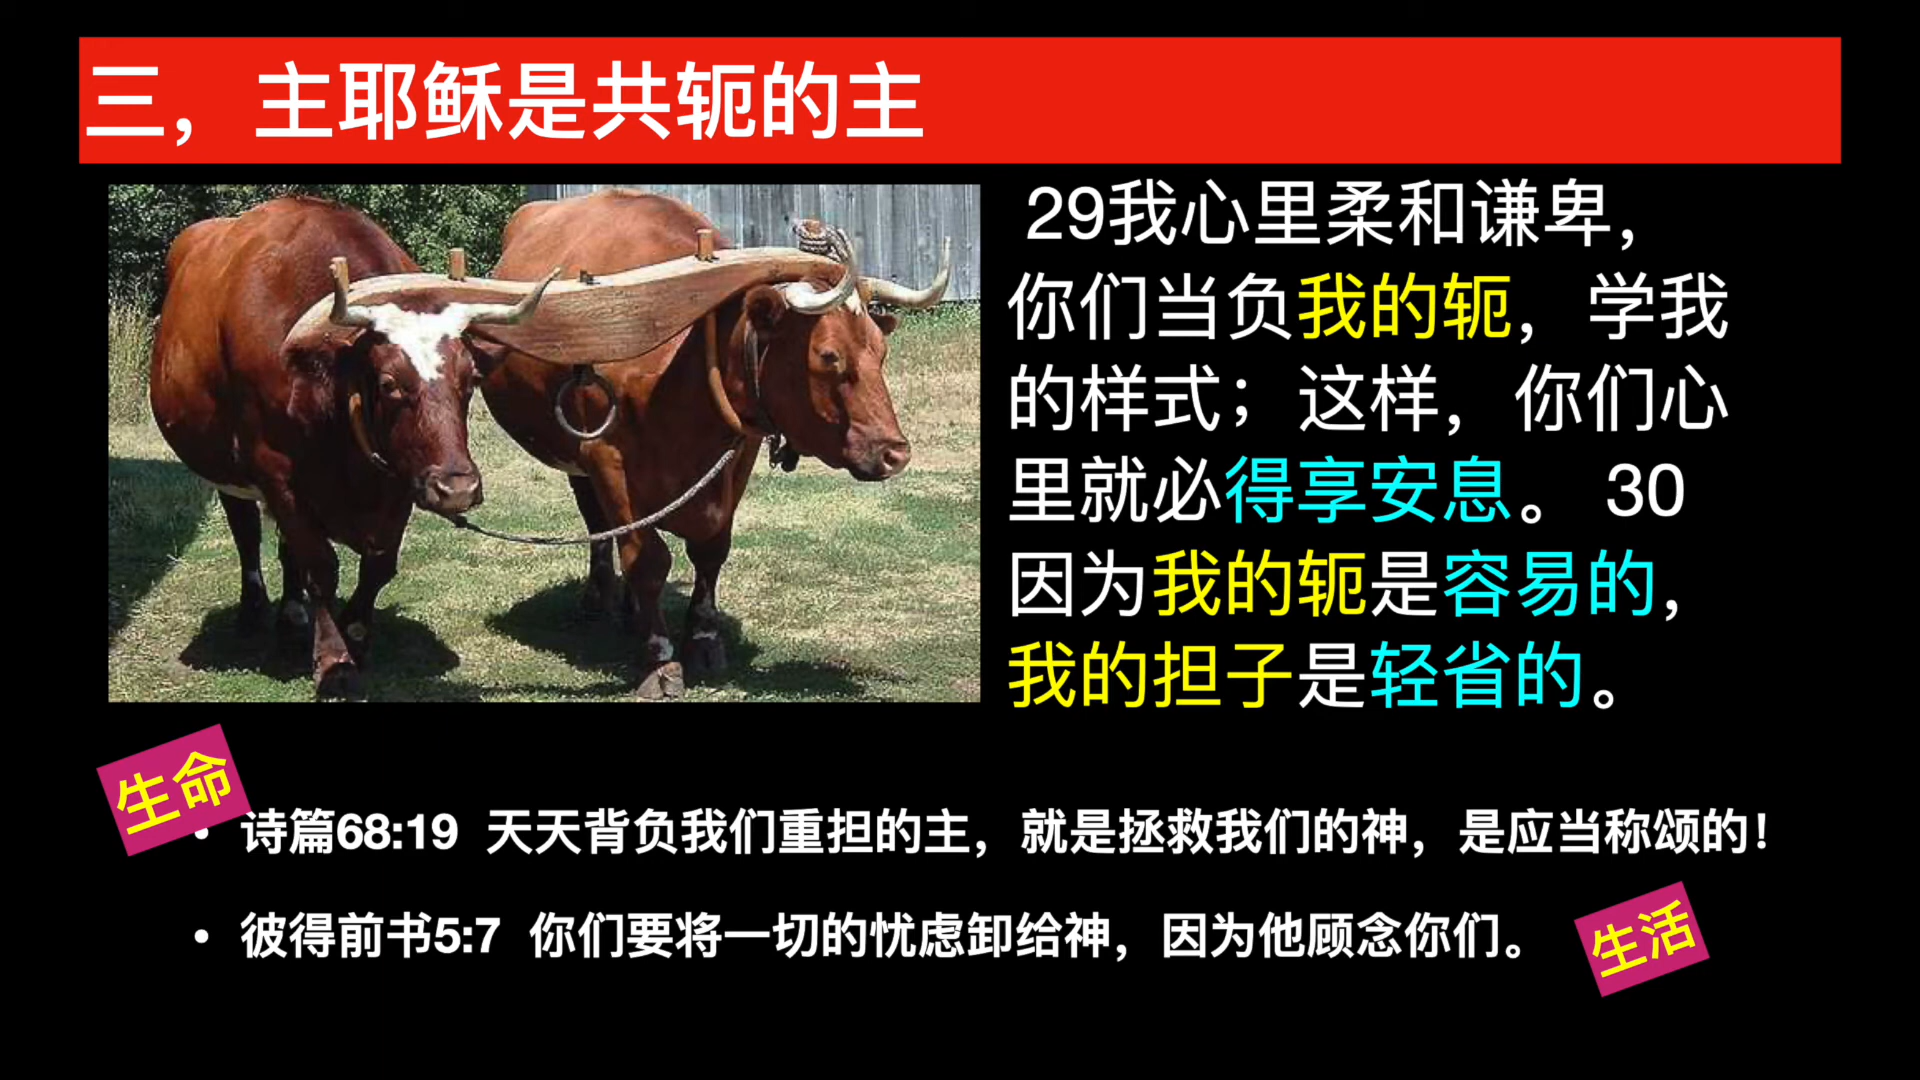 三，主耶稣是共轭的主
29我心里柔和谦卑，
你们当负我的轭，学我
的样式；这样，你们心
里就必得享安息。 30
因为我的轭是容易的，
我的担子是轻省的。
生命
• 诗篇68:19 天天背负我们重担的主，就是拯救我们的神，是应当称颂的！
• 彼得前书5:7 你们要将一切的忧虑卸给神，因为他顾念你们。
生活